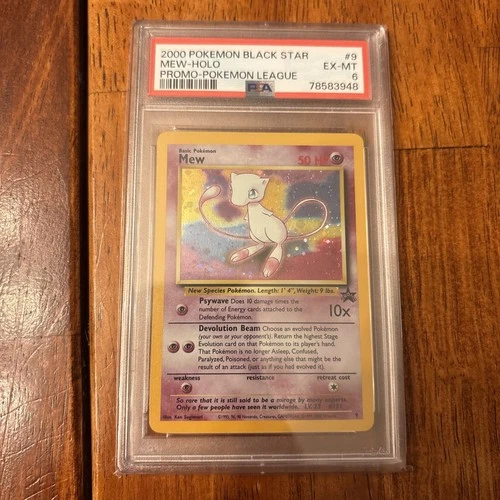 2000 POKEMON BLACK STAR #9
MEW-HOLO EX-MT
PROMO-POKEMON LEAGUE 6
PSA 78583948
Basic Pokémon
Mew 50 HP
New Species Pokémon. Length: 1' 4", Weight: 9 lbs.
Psywave Does 10 damage times the
number of Energy cards attached to the
Defending Pokémon.
10x
Devolution Beam Choose an evolved Pokémon
(your own or your opponent's). Return the highest Stage
Evolution card on that Pokémon to its player's hand.
That Pokémon is no longer Asleep, Confused,
Paralyzed, Poisoned, or anything else that might be the
result of an attack (just as if you had evolved it).
weakness resistance retreat cost
So rare that it is still said to be a mirage by many experts.
Only a few people have seen it worldwide.
Illus. Ken Sugimori